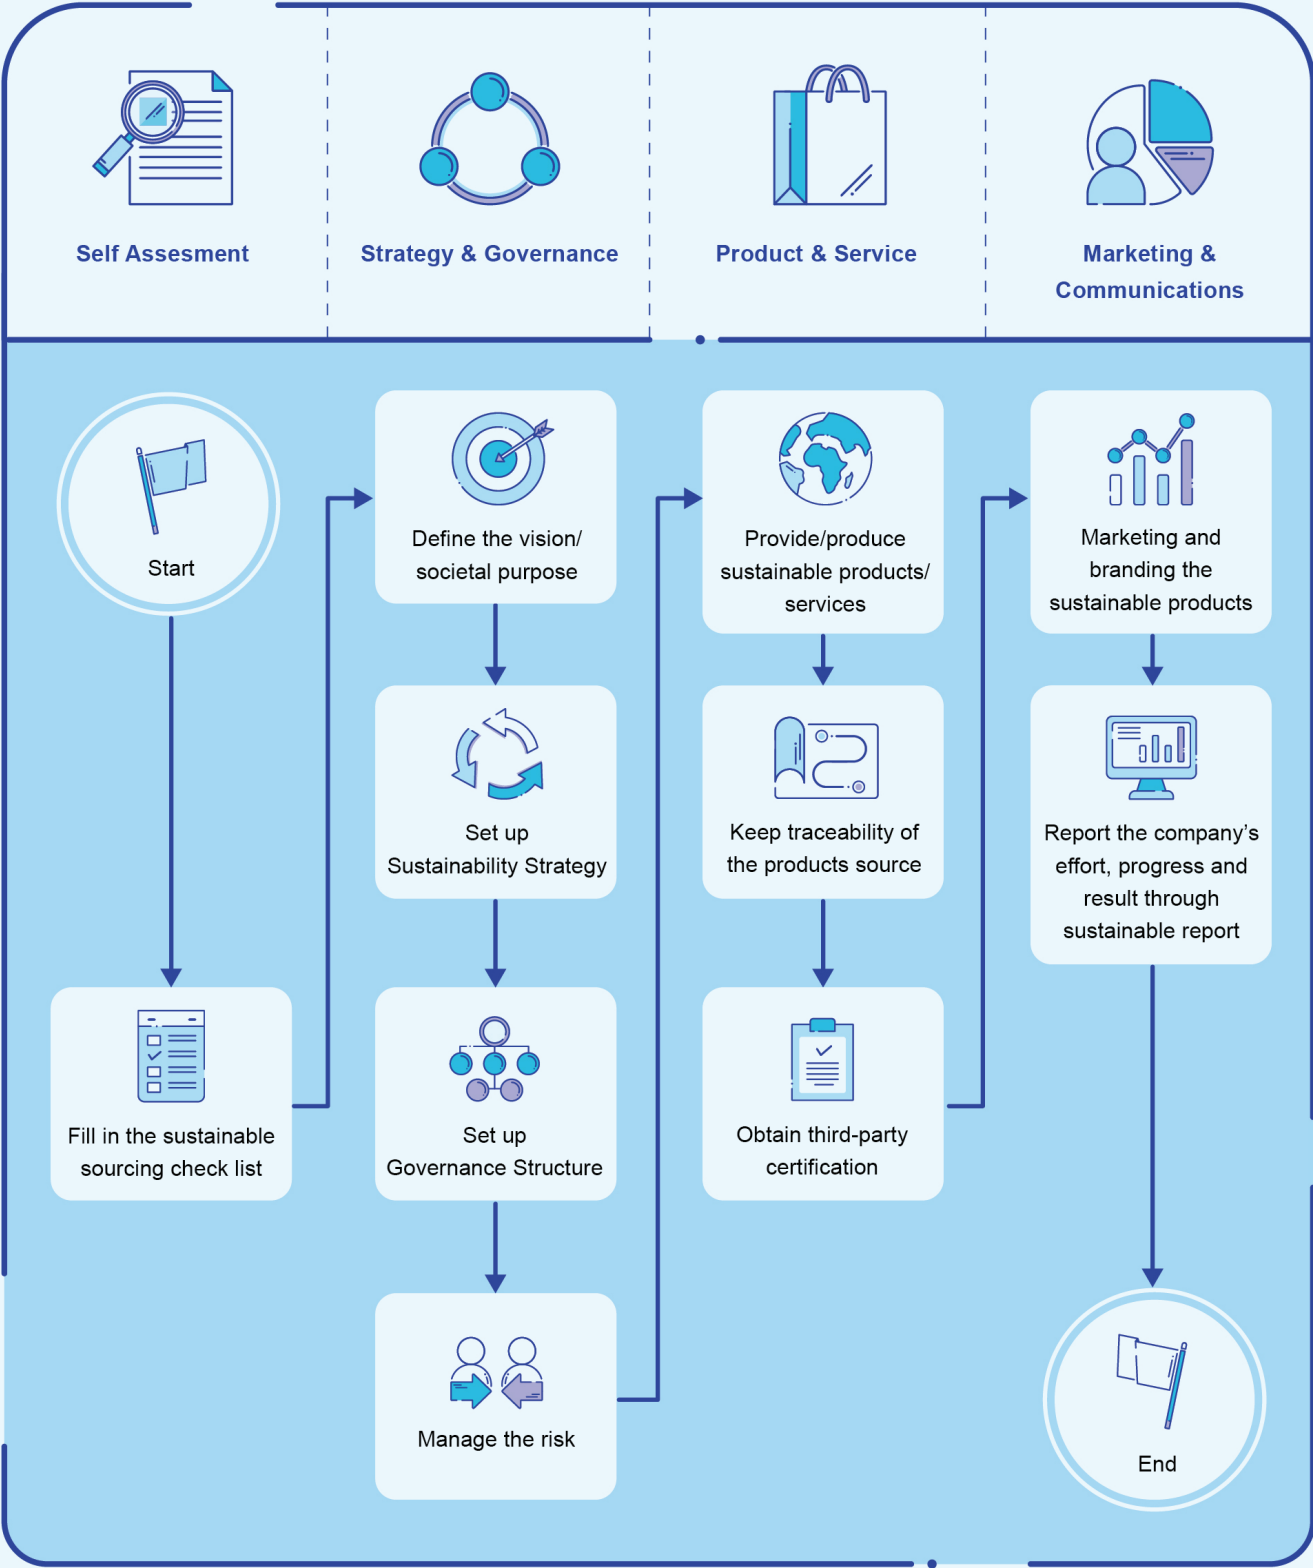 Self Assesment
Strategy & Governance
Product & Service
Marketing &
Communications
Start
Fill in the sustainable
sourcing check list
Define the vision/
societal purpose
Set up
Sustainability Strategy
Set up
Governance Structure
Manage the risk
Provide/produce
sustainable products/
services
Keep traceability of
the products source
Obtain third-party
certification
Marketing and
branding the
sustainable products
Report the company’s
effort, progress and
result through
sustainable report
End